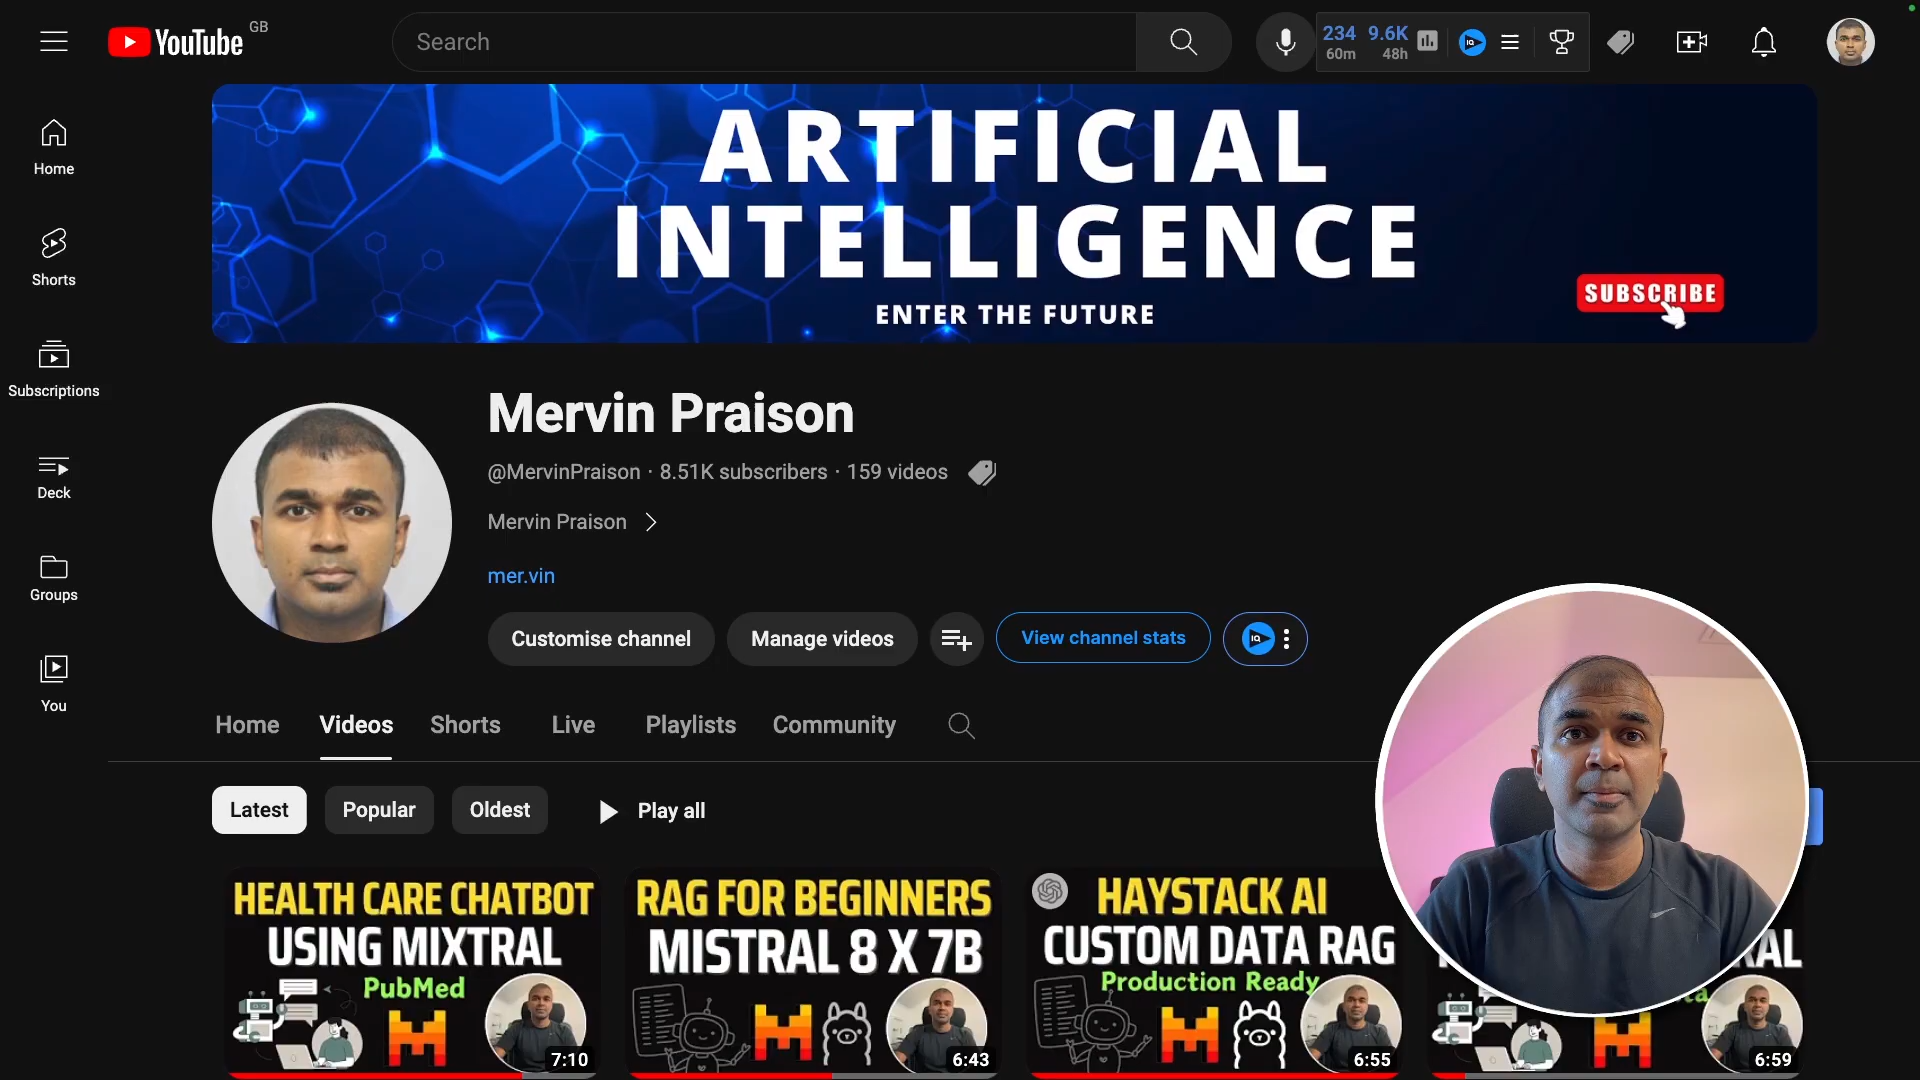 YouTube GB
Search
234 9.6K
60m 48h
IQ
Home
Shorts
Subscriptions
Deck
Groups
You
ARTIFICIAL
INTELLIGENCE
ENTER THE FUTURE
SUBSCRIBE
Mervin Praison
@MervinPraison · 8.51K subscribers · 159 videos
Mervin Praison
mer.vin
Customise channel
Manage videos
View channel stats
IQ
Home Videos Shorts Live Playlists Community
Latest Popular Oldest Play all
HEALTH CARE CHATBOT
USING MIXTRAL
PubMed
7:10
RAG FOR BEGINNERS
MISTRAL 8 X 7B
6:43
HAYSTACK AI
CUSTOM DATA RAG
Production Ready
6:55
6:59